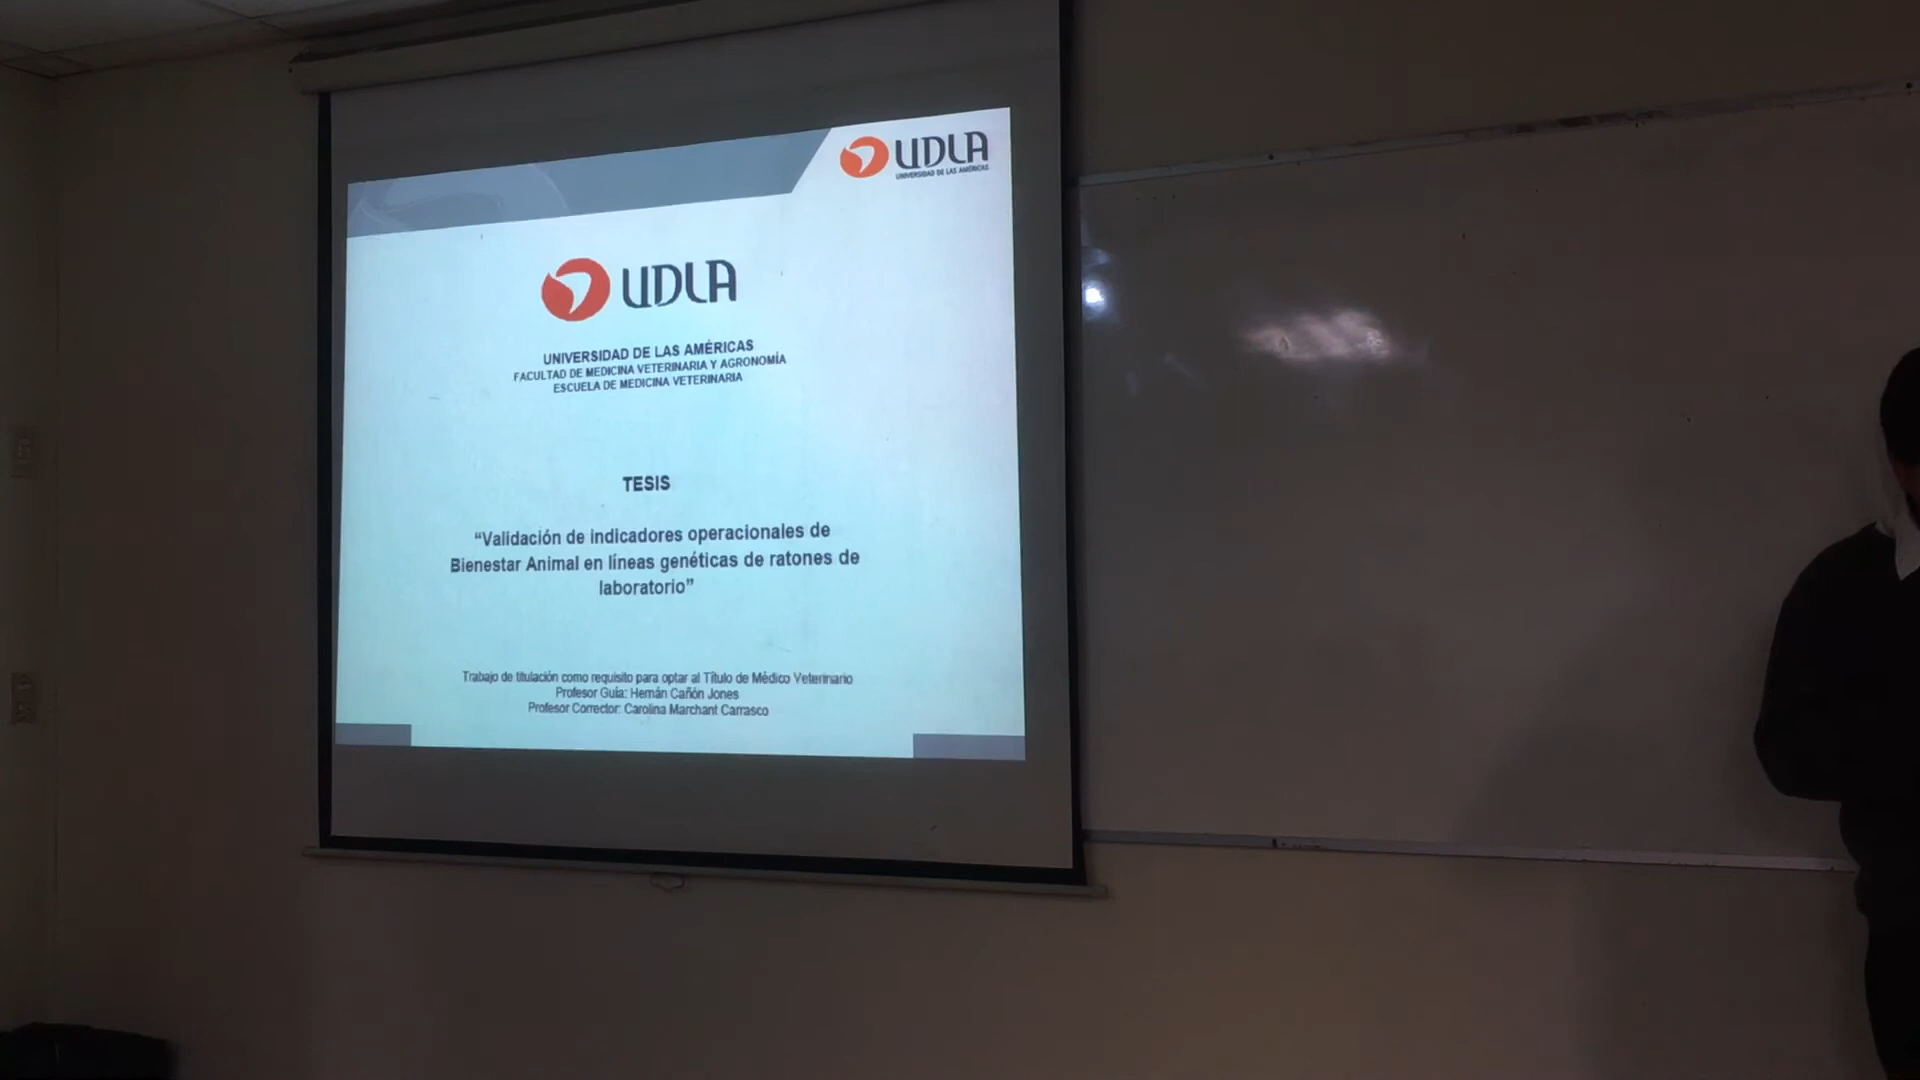 UDLA
UNIVERSIDAD DE LAS AMÉRICAS
UDLA
UNIVERSIDAD DE LAS AMÉRICAS
FACULTAD DE MEDICINA VETERINARIA Y AGRONOMÍA
ESCUELA DE MEDICINA VETERINARIA
TESIS
“Validación de indicadores operacionales de
Bienestar Animal en líneas genéticas de ratones de
laboratorio”
Trabajo de titulación como requisito para optar al Título de Médico Veterinario
Profesor Guía: Hernán Cañón Jones
Profesor Corrector: Carolina Marchant Carrasco